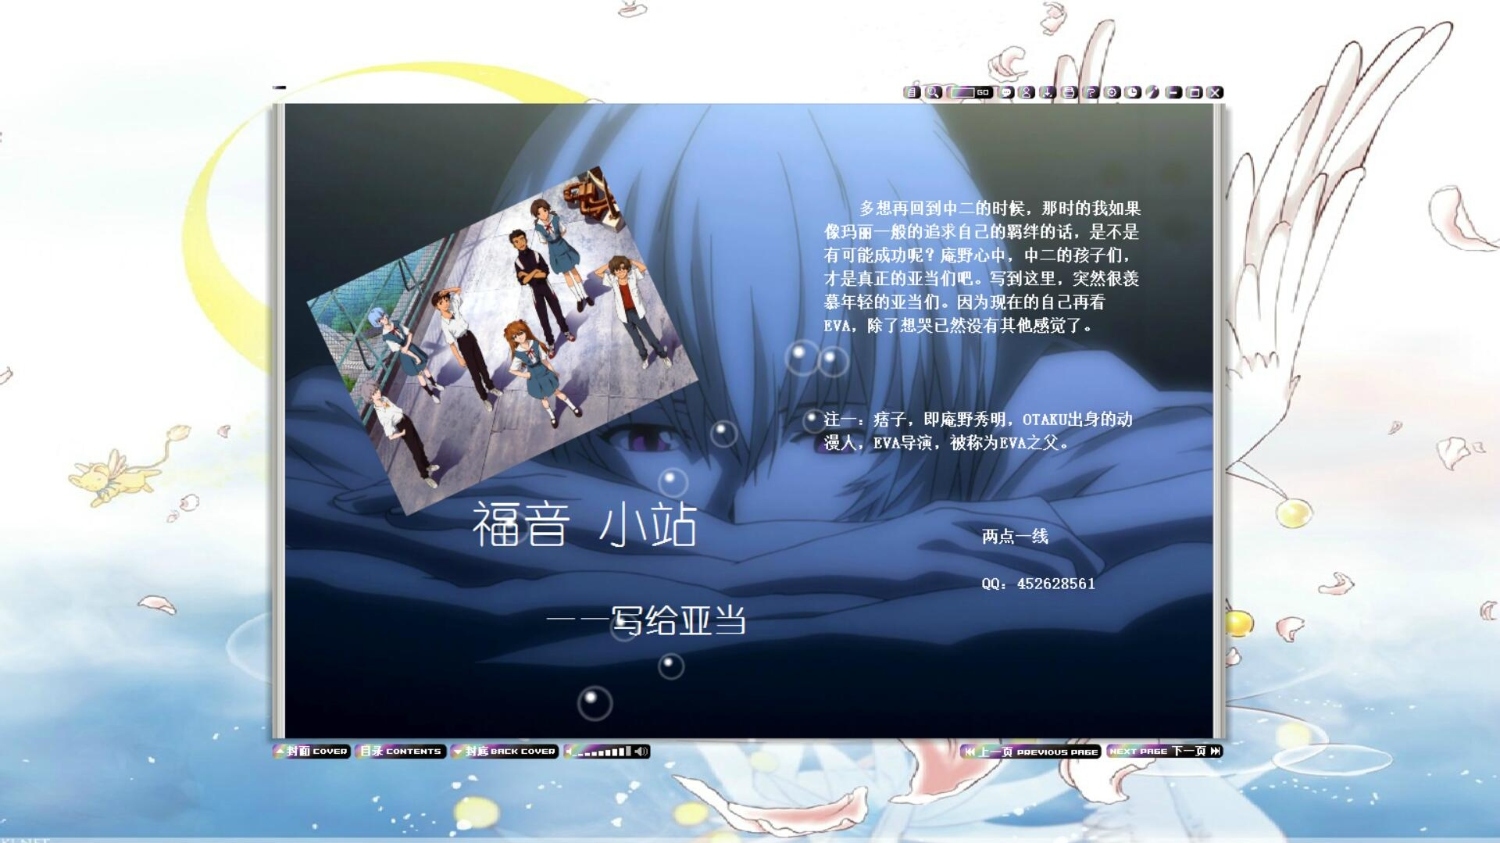 GO
多想再回到中二的时候，那时的我如果
像玛丽一般的追求自己的羁绊的话，是不是
有可能成功呢？庵野心中，中二的孩子们，
才是真正的亚当们吧。写到这里，突然很羡
慕年轻的亚当们。因为现在的自己再看
EVA，除了想哭已然没有其他感觉了。
注一：痞子，即庵野秀明，OTAKU出身的动
漫人，EVA导演，被称为EVA之父。
福音 小站
——写给亚当
两点一线
QQ：452628561
封面 COVER 目录 CONTENTS 封底 BACK COVER
上一页 PREVIOUS PAGE NEXT PAGE 下一页